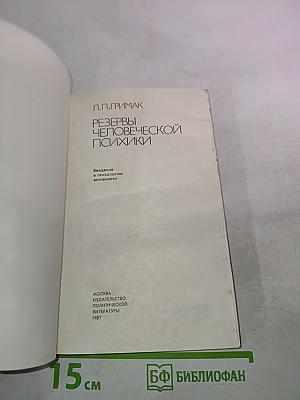 Л.П.ГРИМАК
РЕЗЕРВЫ
ЧЕЛОВЕЧЕСКОЙ
ПСИХИКИ
Введение
в психологию
активности
МОСКВА
ИЗДАТЕЛЬСТВО
ПОЛИТИЧЕСКОЙ
ЛИТЕРАТУРЫ
1987
15 см
БФ БИБЛИОФАН